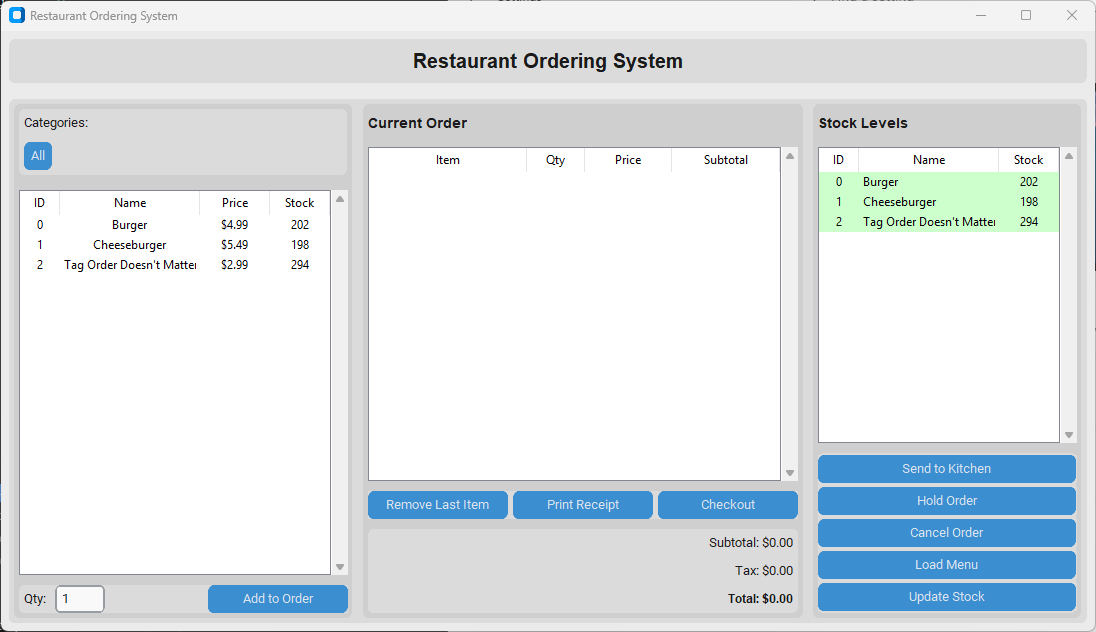 Restaurant Ordering System
Restaurant Ordering System
Categories:
All
ID Name Price Stock
0 Burger $4.99 202
1 Cheeseburger $5.49 198
2 Tag Order Doesn't Matter $2.99 294
Qty: 1 Add to Order
Current Order
Item Qty Price Subtotal
Remove Last Item Print Receipt Checkout
Subtotal: $0.00
Tax: $0.00
Total: $0.00
Stock Levels
ID Name Stock
0 Burger 202
1 Cheeseburger 198
2 Tag Order Doesn't Matter 294
Send to Kitchen
Hold Order
Cancel Order
Load Menu
Update Stock